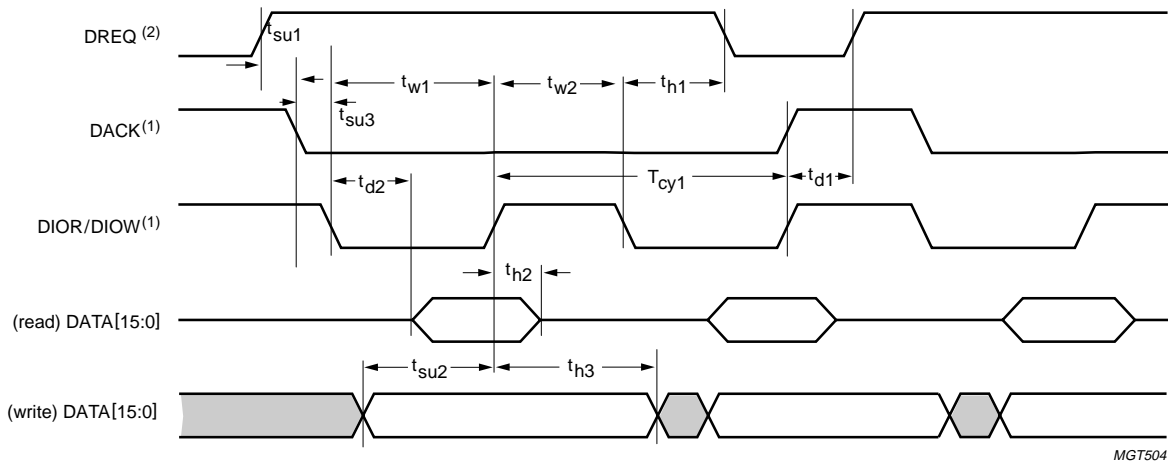 DREQ (2)
tsu1
tw1
tw2
th1
tsu3
DACK(1)
td2
Tcy1
td1
DIOR/DIOW(1)
th2
(read) DATA[15:0]
tsu2
th3
(write) DATA[15:0]
MGT504